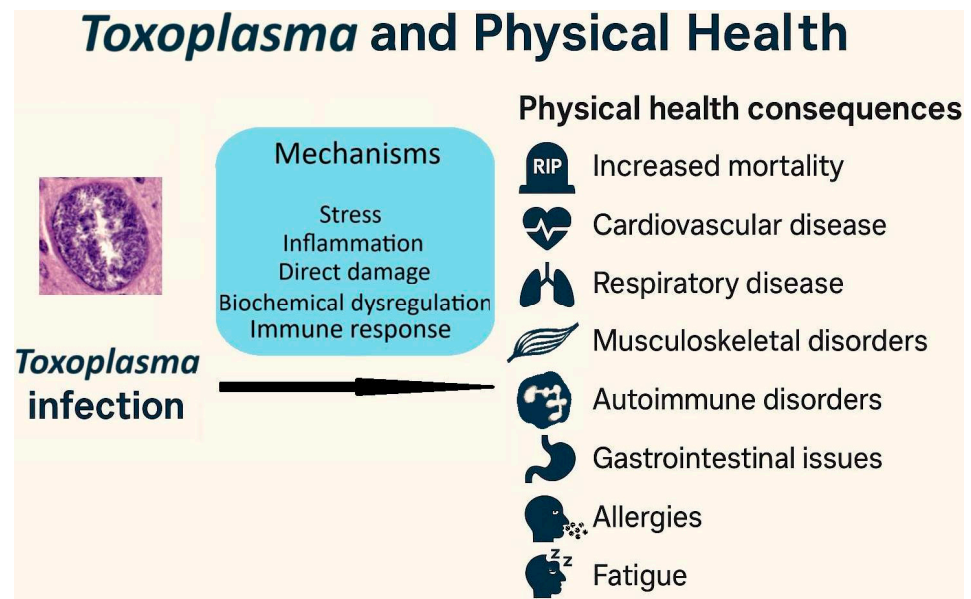 Toxoplasma and Physical Health
Toxoplasma
infection
Mechanisms
Stress
Inflammation
Direct damage
Biochemical dysregulation
Immune response
Physical health consequences
RIP
Increased mortality
Cardiovascular disease
Respiratory disease
Musculoskeletal disorders
Autoimmune disorders
Gastrointestinal issues
Allergies
z z
Fatigue